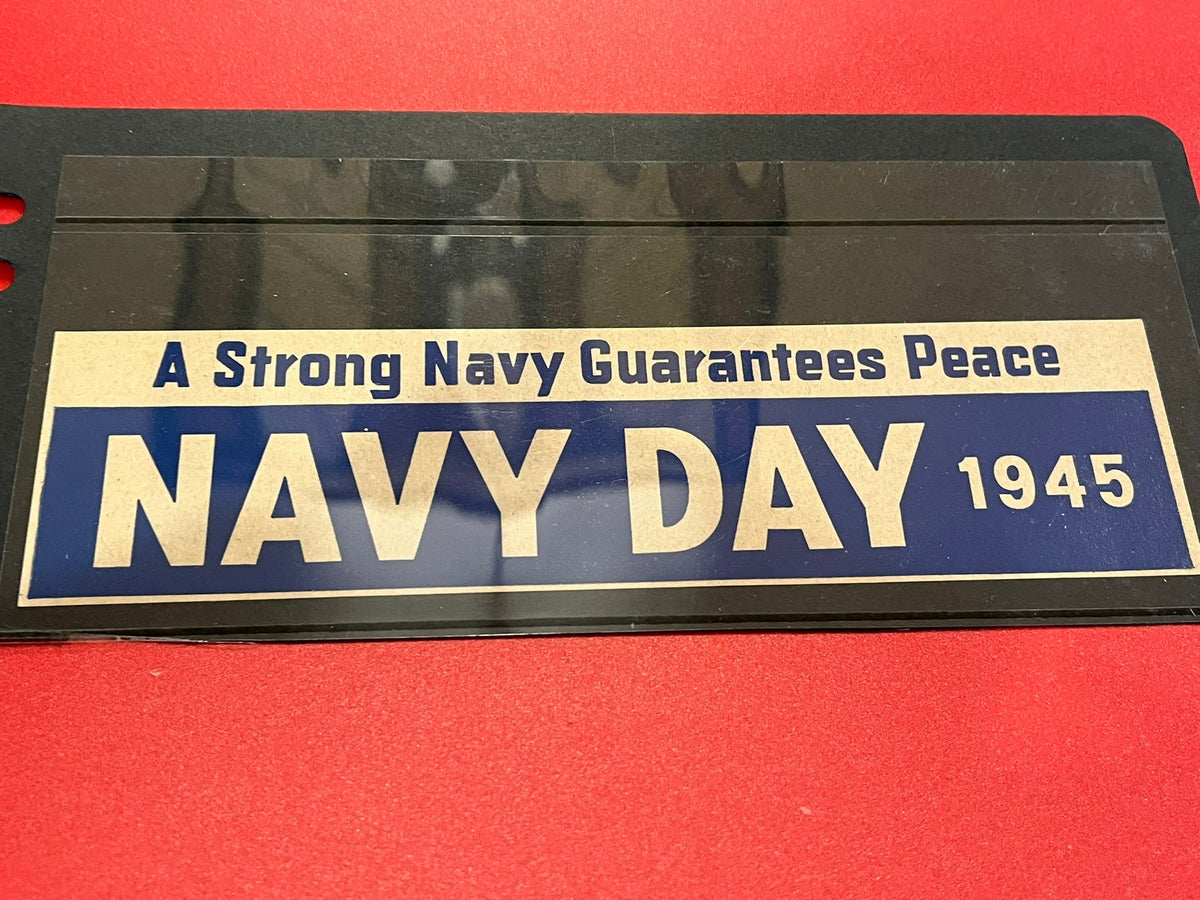 A Strong Navy Guarantees Peace
NAVY DAY 1945